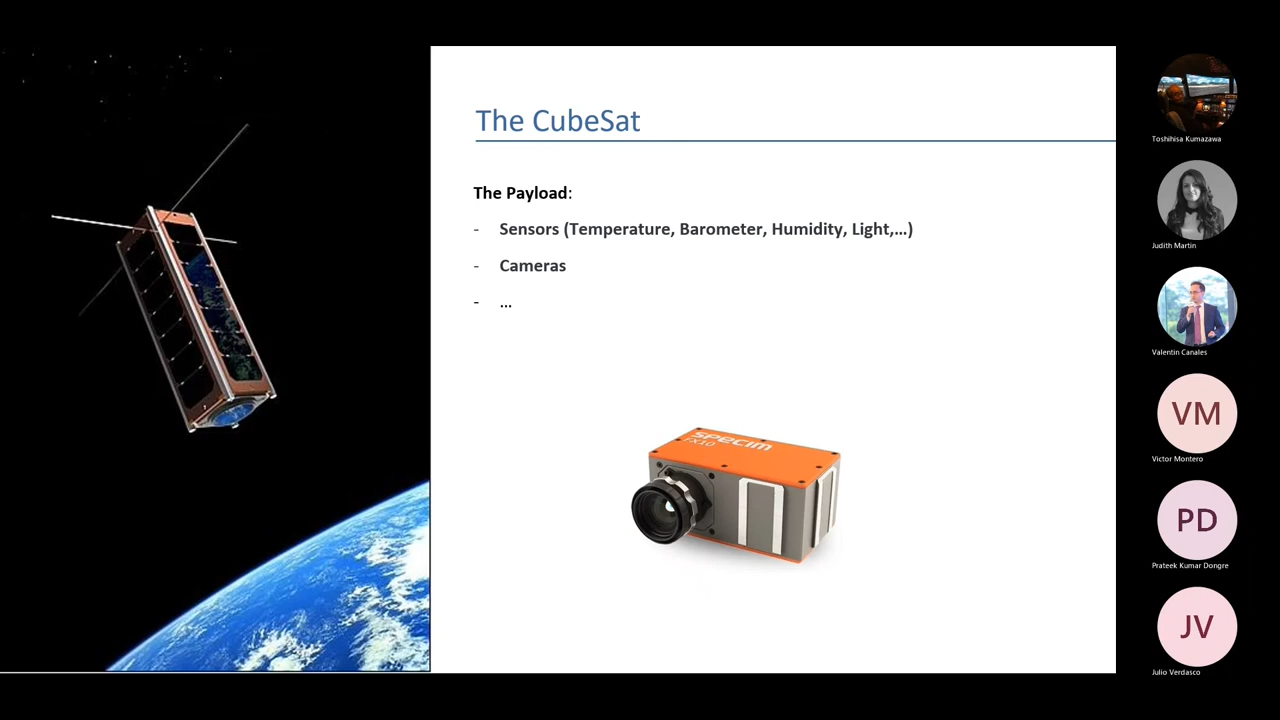 The CubeSat
The Payload:
- Sensors (Temperature, Barometer, Humidity, Light,...)
- Cameras
- ...
SPECIM
FX10
Toshihisa Kumazawa
Judith Martin
Valentin Canales
VM
Victor Montero
PD
Prateek Kumar Dongre
JV
Julio Verdasco